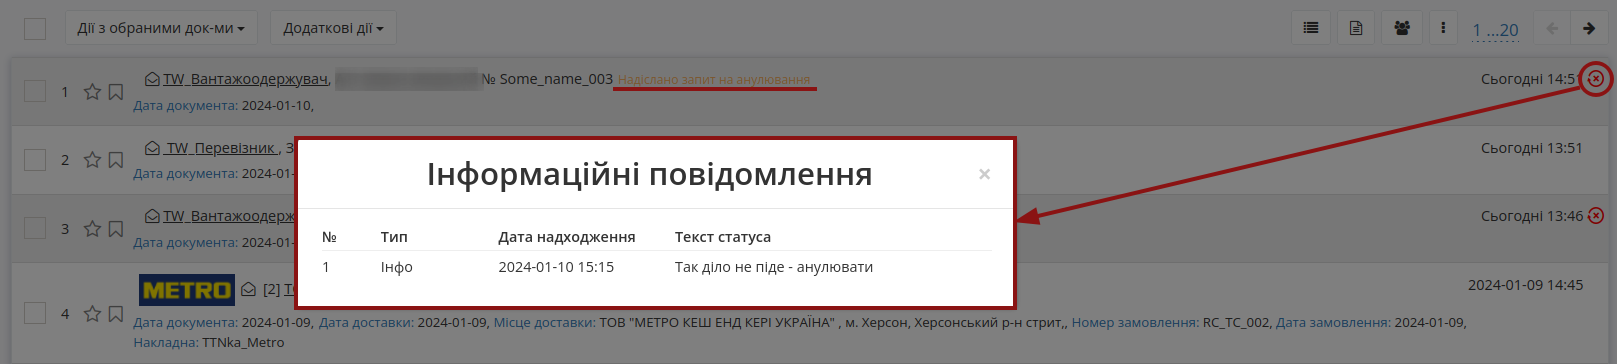 Дії з обраними док-ми Додаткові дії 1 ...20
1 TW_Вантажоодержувач, № Some_name_003 Надіслано запит на анулювання Сьогодні 14:51
Дата документа: 2024-01-10,
2 TW_Перевізник , З Сьогодні 13:51
Дата документа: 2024-01-
3 TW_Вантажоодерж Сьогодні 13:46
Дата документа: 2024-01-
Інформаційні повідомлення ×
№ Тип Дата надходження Текст статуса
1 Інфо 2024-01-10 15:15 Так діло не піде - анулювати
4 METRO [2] 2024-01-09 14:45
Дата документа: 2024-01-09, Дата доставки: 2024-01-09, Місце доставки: ТОВ "МЕТРО КЕШ ЕНД КЕРІ УКРАЇНА" , м. Херсон, Херсонський р-н стрит,, Номер замовлення: RC_TC_002, Дата замовлення: 2024-01-09,
Накладна: TTNka_Metro